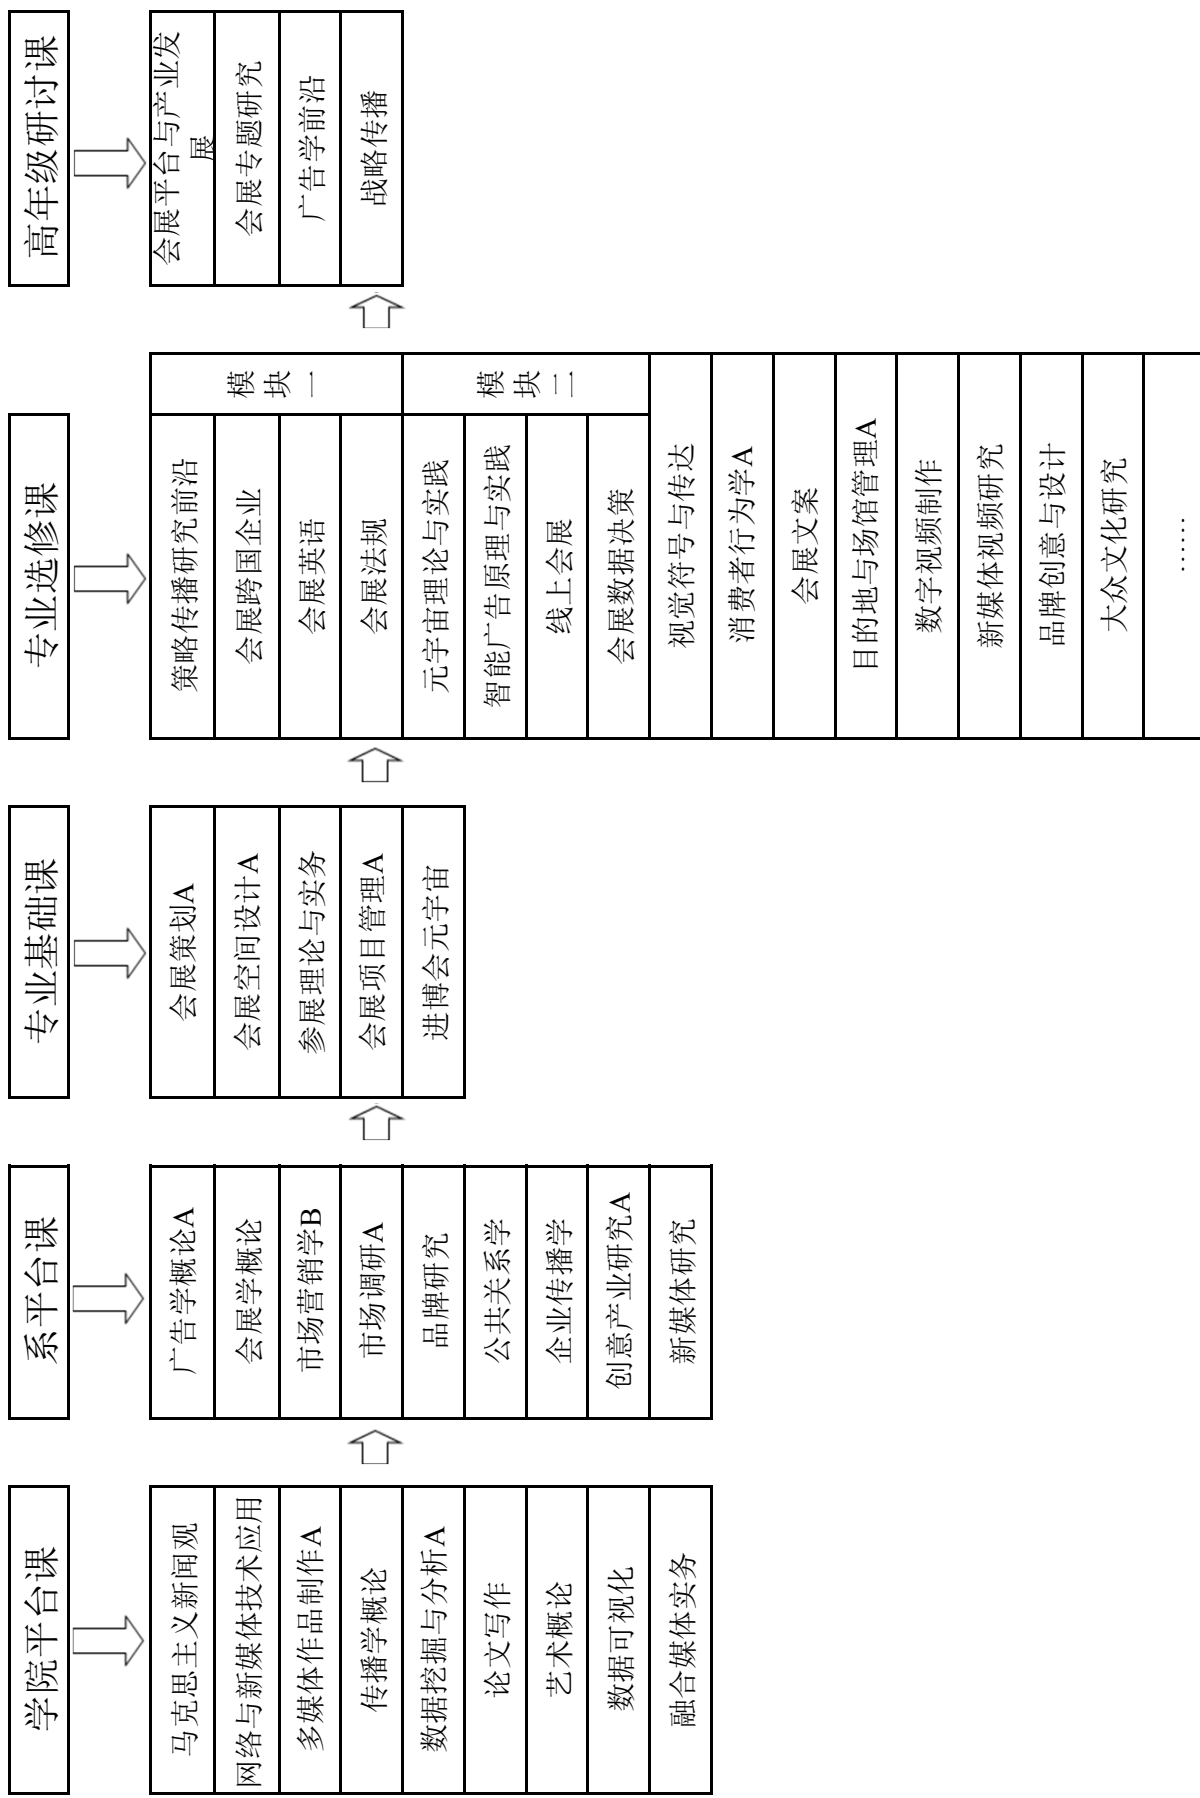 学院平台课
马克思主义新闻观
网络与新媒体技术应用
多媒体作品制作A
传播学概论
数据挖掘与分析A
论文写作
艺术概论
数据可视化
融合媒体实务
系平台课
广告学概论A
会展学概论
市场营销学B
市场调研A
品牌研究
公共关系学
企业传播学
创意产业研究A
新媒体研究
专业基础课
会展策划A
会展空间设计A
参展理论与实务
会展项目管理A
进博会元宇宙
专业选修课
策略传播研究前沿
会展跨国企业
会展英语
会展法规
模
块
一
元宇宙理论与实践
智能广告原理与实践
线上会展
会展数据决策
模
块
二
视觉符号与传达
消费者行为学A
会展文案
目的地与场馆管理A
数字视频制作
新媒体视频研究
品牌创意与设计
大众文化研究
……
高年级研讨课
会展平台与产业发
展
会展专题研究
广告学前沿
战略传播